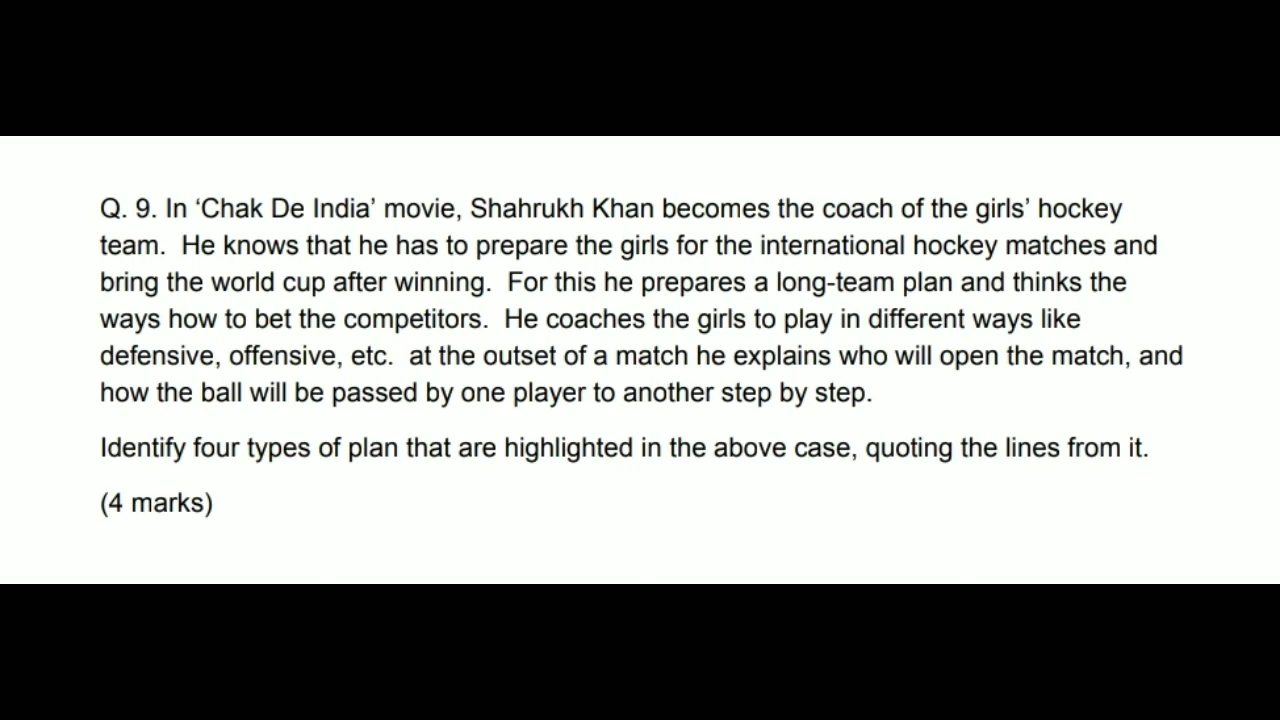 Q. 9. In ‘Chak De India’ movie, Shahrukh Khan becomes the coach of the girls’ hockey
team.  He knows that he has to prepare the girls for the international hockey matches and
bring the world cup after winning.  For this he prepares a long-team plan and thinks the
ways how to bet the competitors.  He coaches the girls to play in different ways like
defensive, offensive, etc.  at the outset of a match he explains who will open the match, and
how the ball will be passed by one player to another step by step.
Identify four types of plan that are highlighted in the above case, quoting the lines from it.
(4 marks)